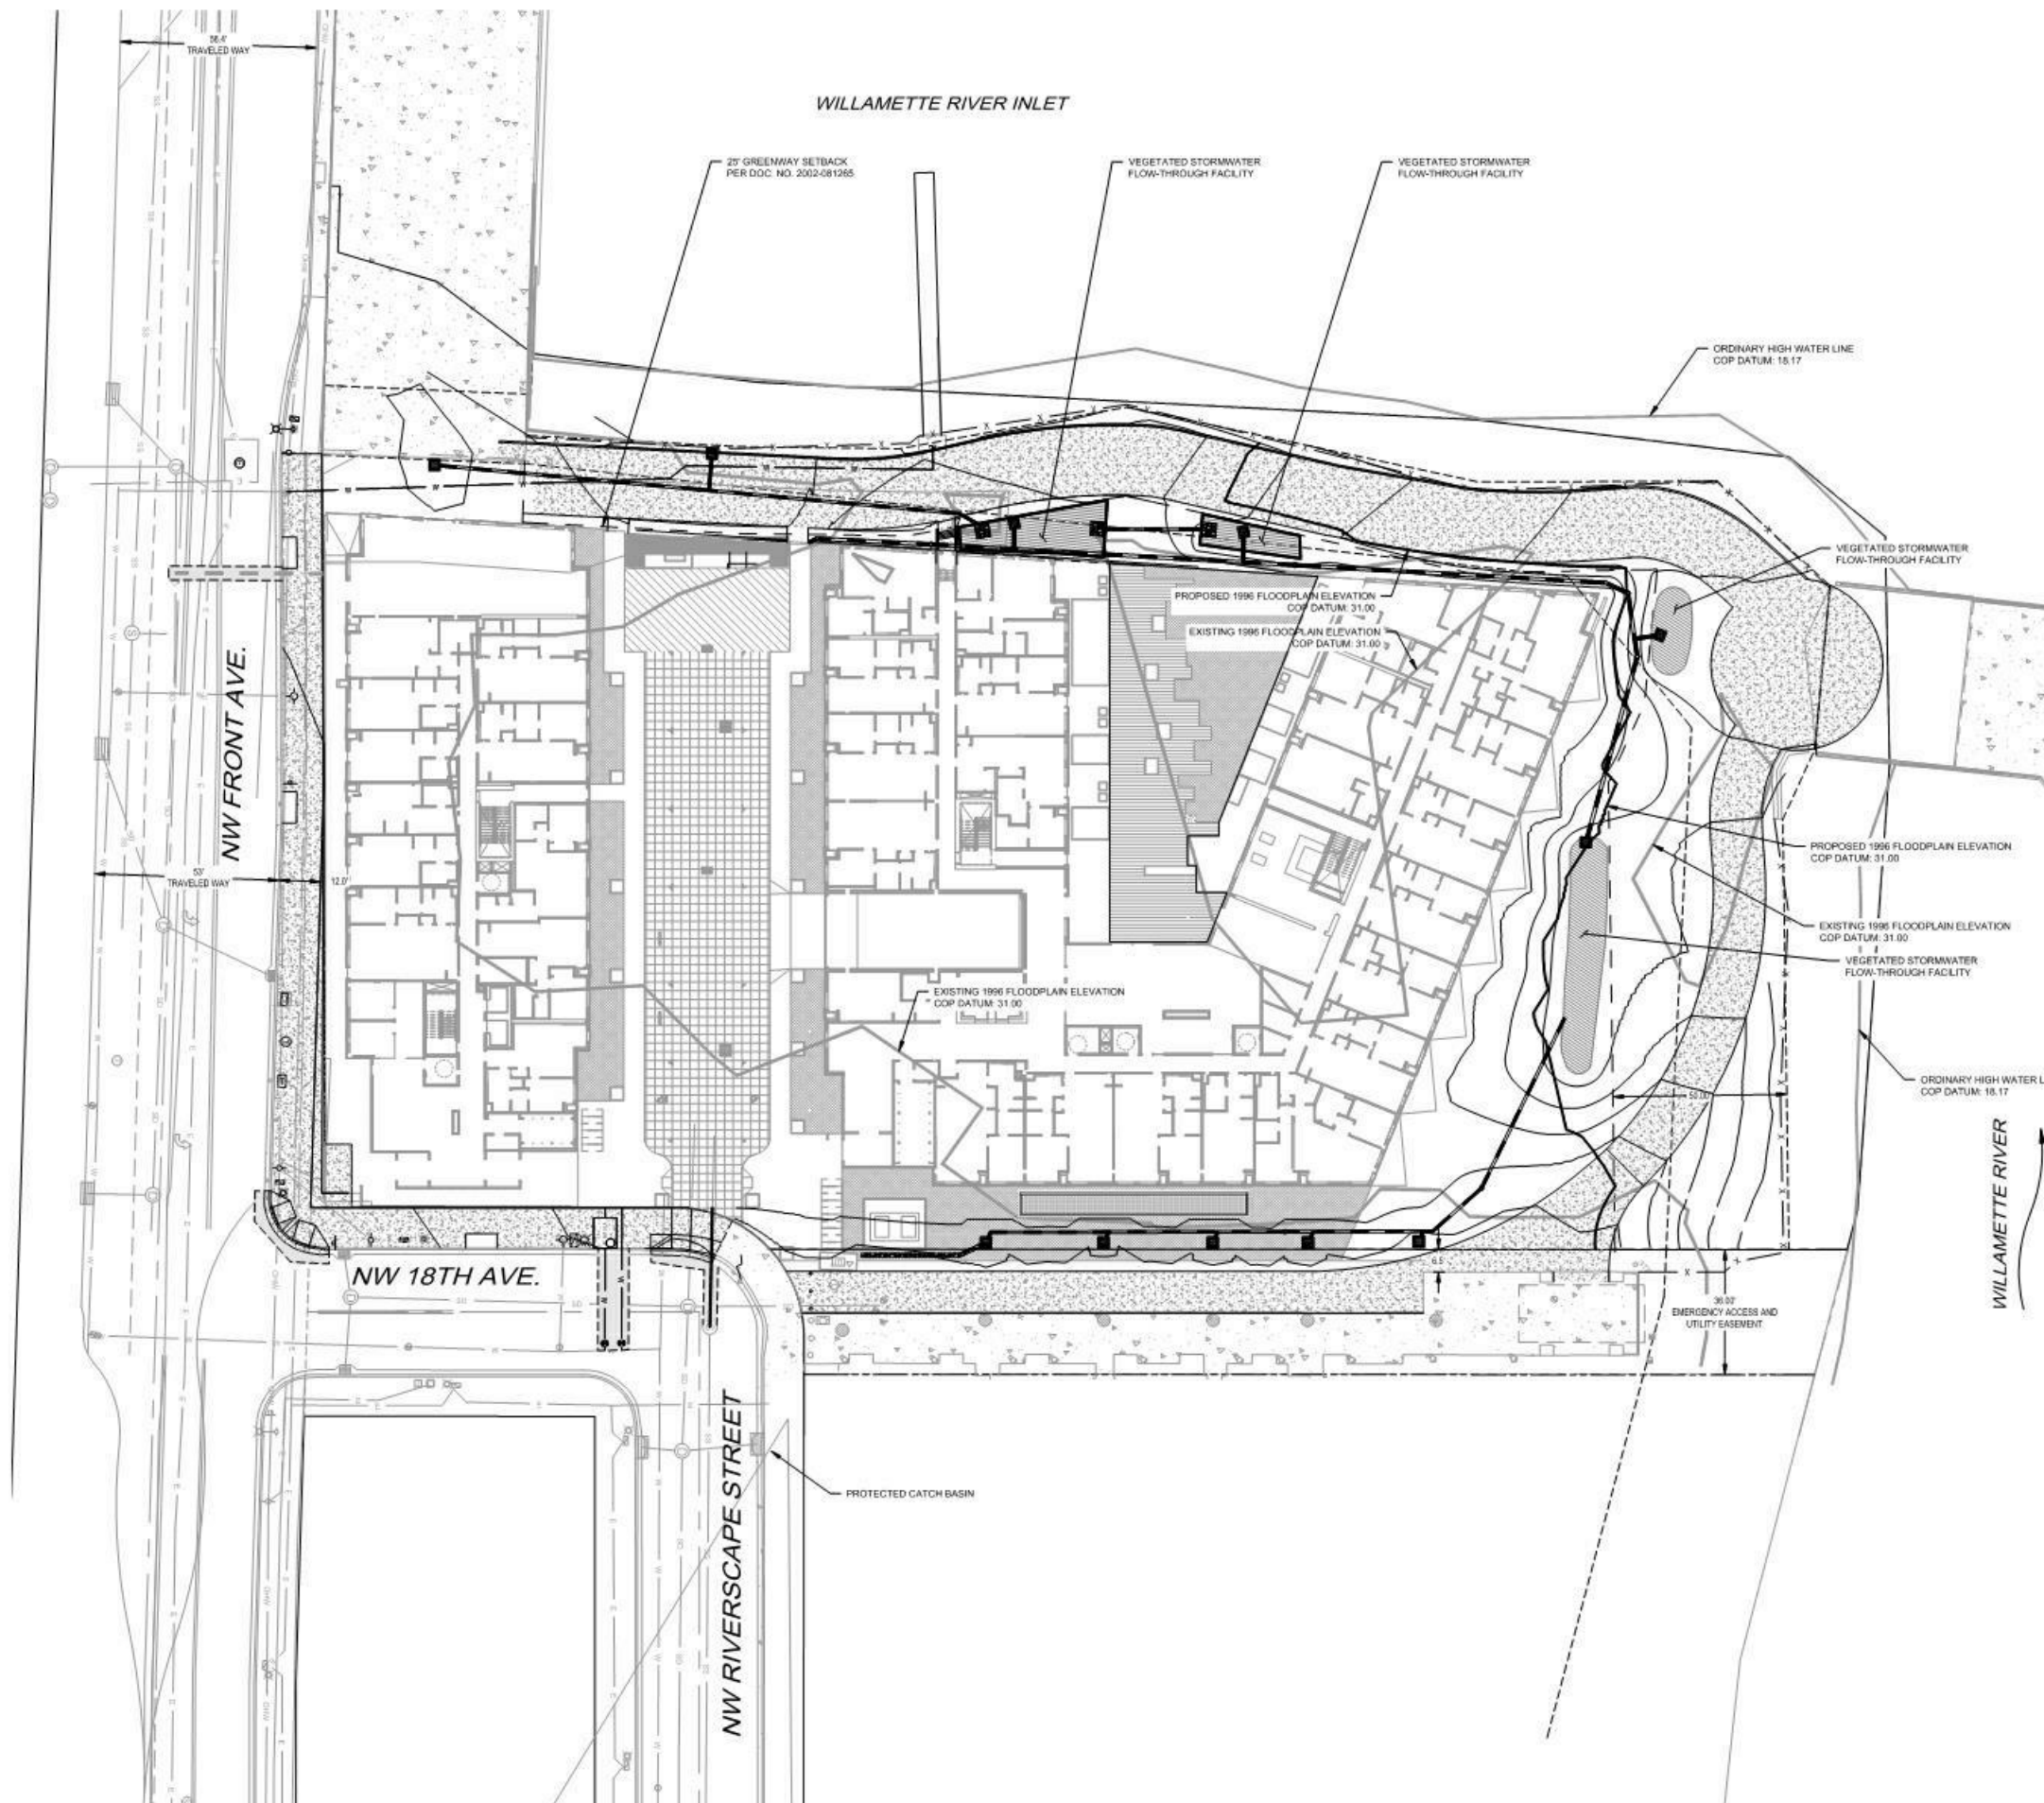 56.4'
TRAVELED WAY
WILLAMETTE RIVER INLET
25' GREENWAY SETBACK
PER DOC. NO. 2002-081265
VEGETATED STORMWATER
FLOW-THROUGH FACILITY
VEGETATED STORMWATER
FLOW-THROUGH FACILITY
ORDINARY HIGH WATER LINE
COP DATUM: 18.17
VEGETATED STORMWATER
FLOW-THROUGH FACILITY
PROPOSED 1996 FLOODPLAIN ELEVATION
COP DATUM: 31.00
EXISTING 1996 FLOODPLAIN ELEVATION
COP DATUM: 31.00
NW FRONT AVE.
53'
TRAVELED WAY
12.0'
PROPOSED 1996 FLOODPLAIN ELEVATION
COP DATUM: 31.00
EXISTING 1996 FLOODPLAIN ELEVATION
COP DATUM: 31.00
VEGETATED STORMWATER
FLOW-THROUGH FACILITY
EXISTING 1996 FLOODPLAIN ELEVATION
COP DATUM: 31.00
ORDINARY HIGH WATER L
COP DATUM: 18.17
50.00'
WILLAMETTE RIVER
NW 18TH AVE.
6.5
36.00'
EMERGENCY ACCESS AND
UTILITY EASEMENT
NW RIVERSCAPE STREET
PROTECTED CATCH BASIN